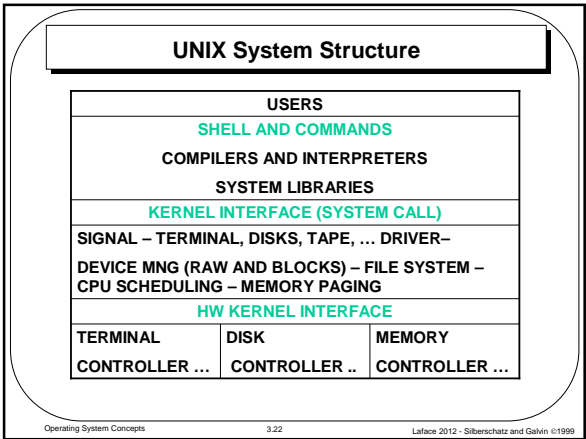 UNIX System Structure
USERS
SHELL AND COMMANDS
COMPILERS AND INTERPRETERS
SYSTEM LIBRARIES
KERNEL INTERFACE (SYSTEM CALL)
SIGNAL – TERMINAL, DISKS, TAPE, … DRIVER–
DEVICE MNG (RAW AND BLOCKS) – FILE SYSTEM –
CPU SCHEDULING – MEMORY PAGING
HW KERNEL INTERFACE
TERMINAL DISK MEMORY
CONTROLLER … CONTROLLER .. CONTROLLER …
Operating System Concepts 3.22 Laface 2012 - Silberschatz and Galvin ©1999